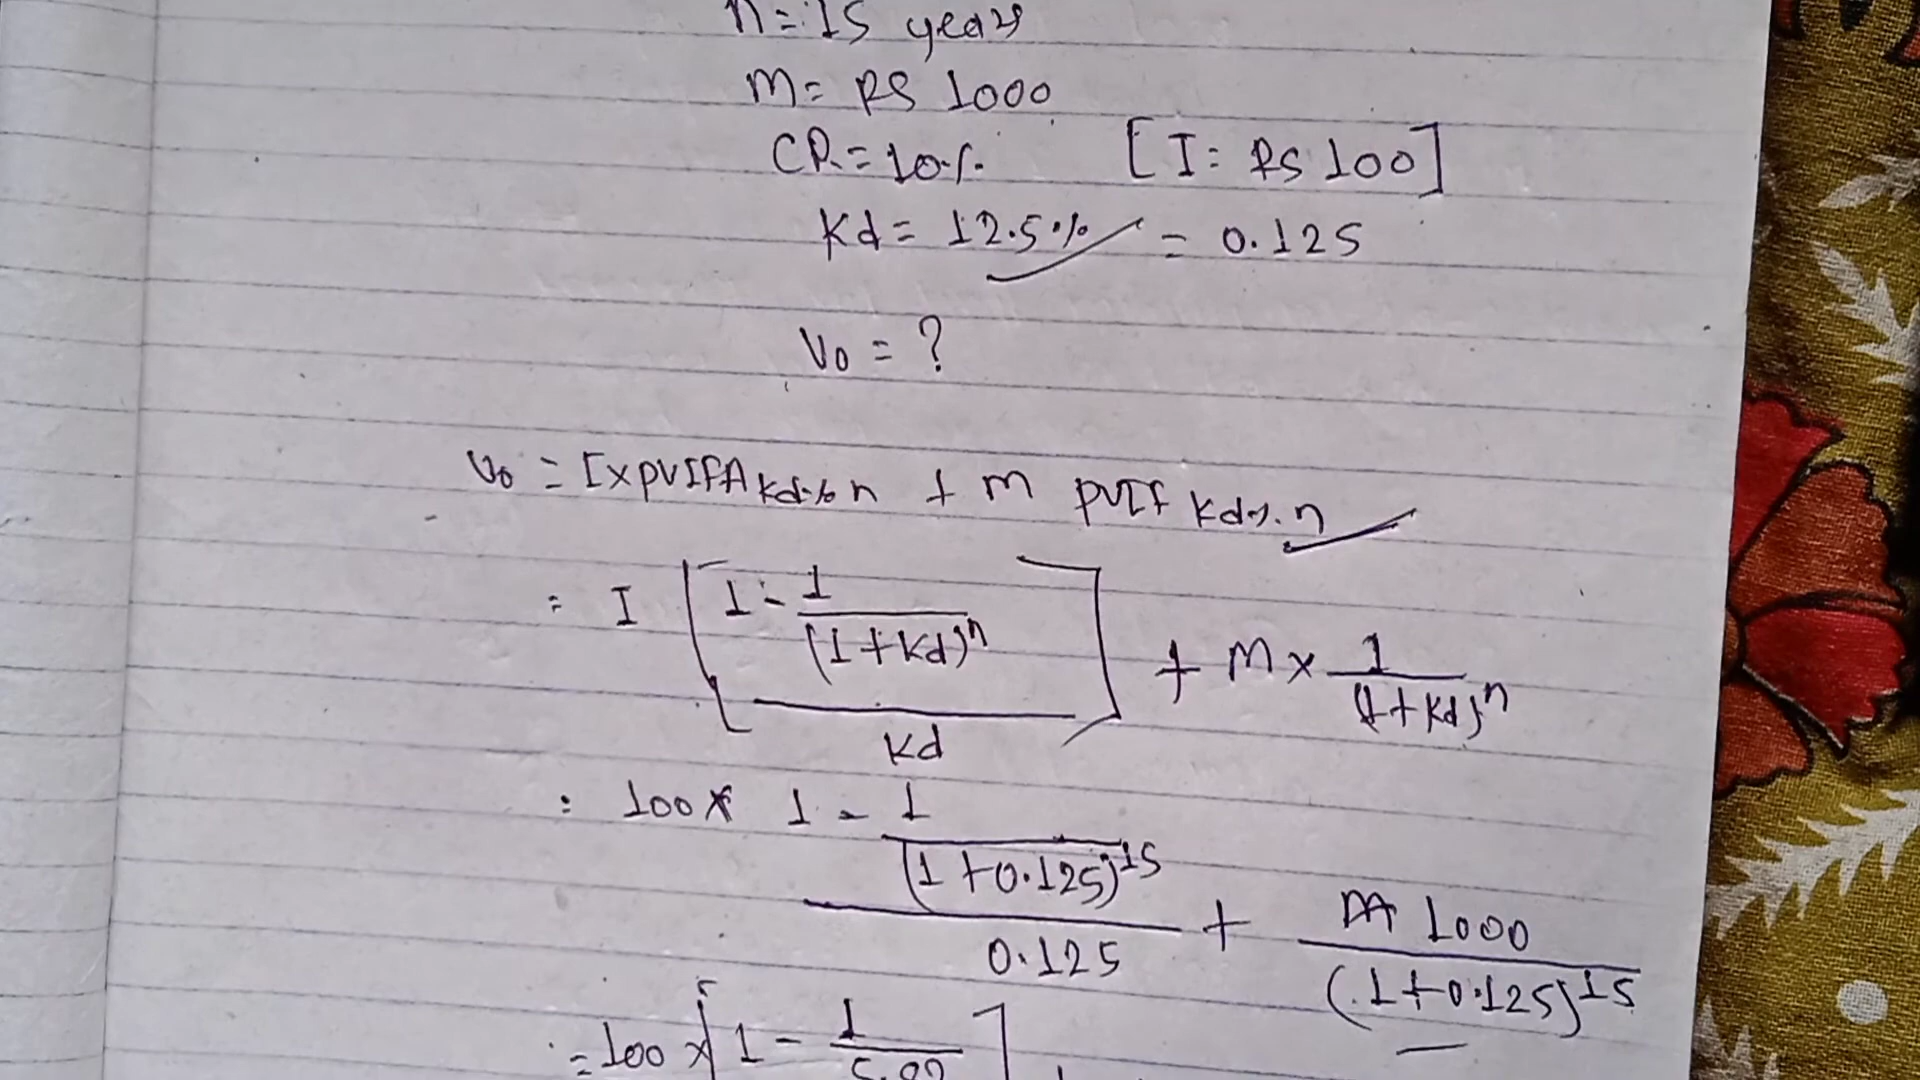 n = 15 years
M = RS 1000
CR = 10% [I = RS 100]
Kd = 12.5% = 0.125
V0 = ?
V0 = I x PVIFA Kd% n + m PVIF Kd%. n
= I [1 - 1/(1+Kd)^n / Kd] + M x 1/(1+Kd)^n
= 100 x 1 - 1/(1+0.125)^15 / 0.125 + 1000/(1+0.125)^15
= 100 x [1 - 1/